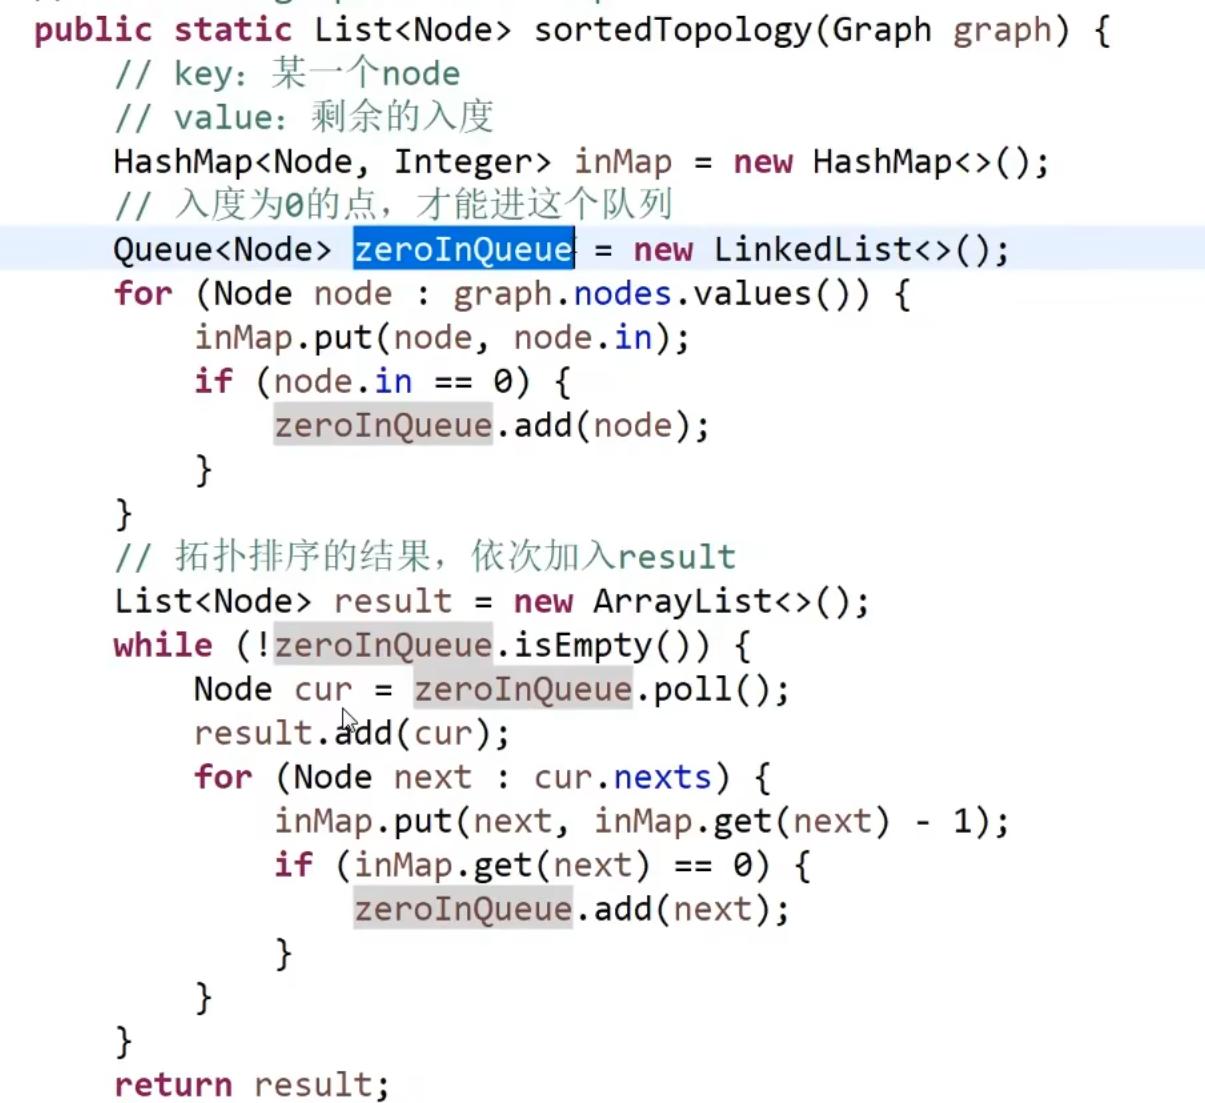 public static List<Node> sortedTopology(Graph graph) {
// key：某一个node
// value：剩余的入度
HashMap<Node, Integer> inMap = new HashMap<>();
// 入度为0的点，才能进这个队列
Queue<Node> zeroInQueue = new LinkedList<>();
for (Node node : graph.nodes.values()) {
inMap.put(node, node.in);
if (node.in == 0) {
zeroInQueue.add(node);
}
}
// 拓扑排序的结果，依次加入result
List<Node> result = new ArrayList<>();
while (!zeroInQueue.isEmpty()) {
Node cur = zeroInQueue.poll();
result.add(cur);
for (Node next : cur.nexts) {
inMap.put(next, inMap.get(next) - 1);
if (inMap.get(next) == 0) {
zeroInQueue.add(next);
}
}
}
return result;